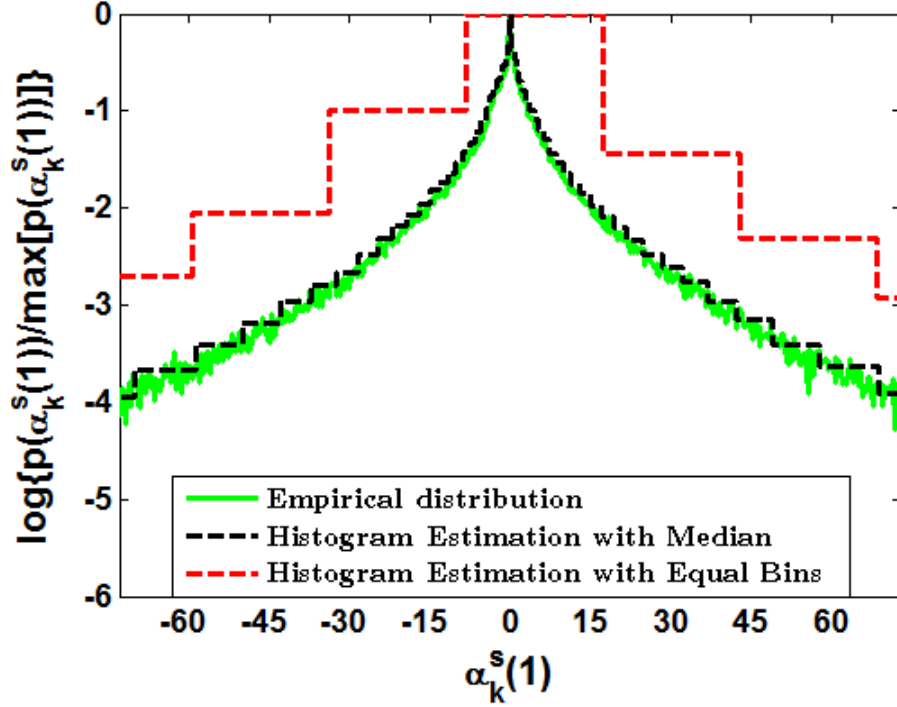 log{p(α_k^s(1))/max[p(α_k^s(1))]}
0
-1
-2
-3
-4
-5
-6
Empirical distribution
Histogram Estimation with Median
Histogram Estimation with Equal Bins
-60 -45 -30 -15 0 15 30 45 60
α_k^s(1)